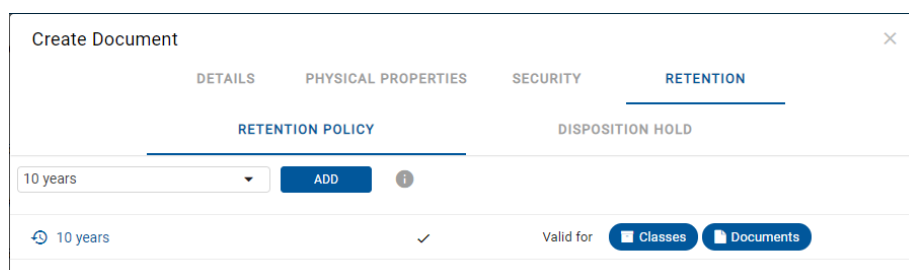 Create Document
DETAILS PHYSICAL PROPERTIES SECURITY RETENTION
RETENTION POLICY DISPOSITION HOLD
10 years ADD
10 years Valid for Classes Documents